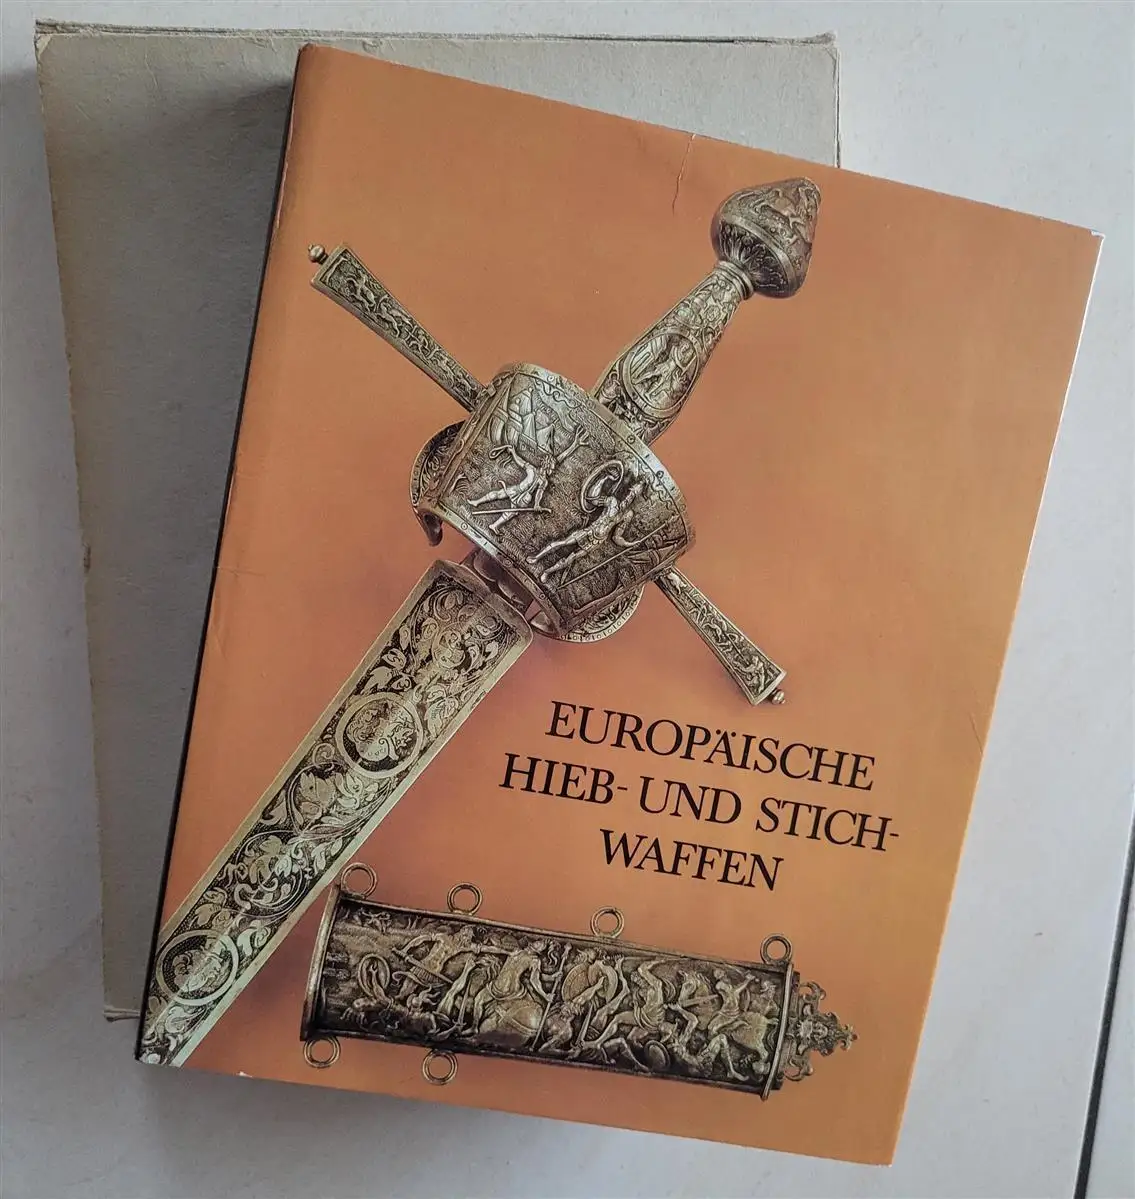 EUROPÄISCHE
HIEB- UND STICH-
WAFFEN